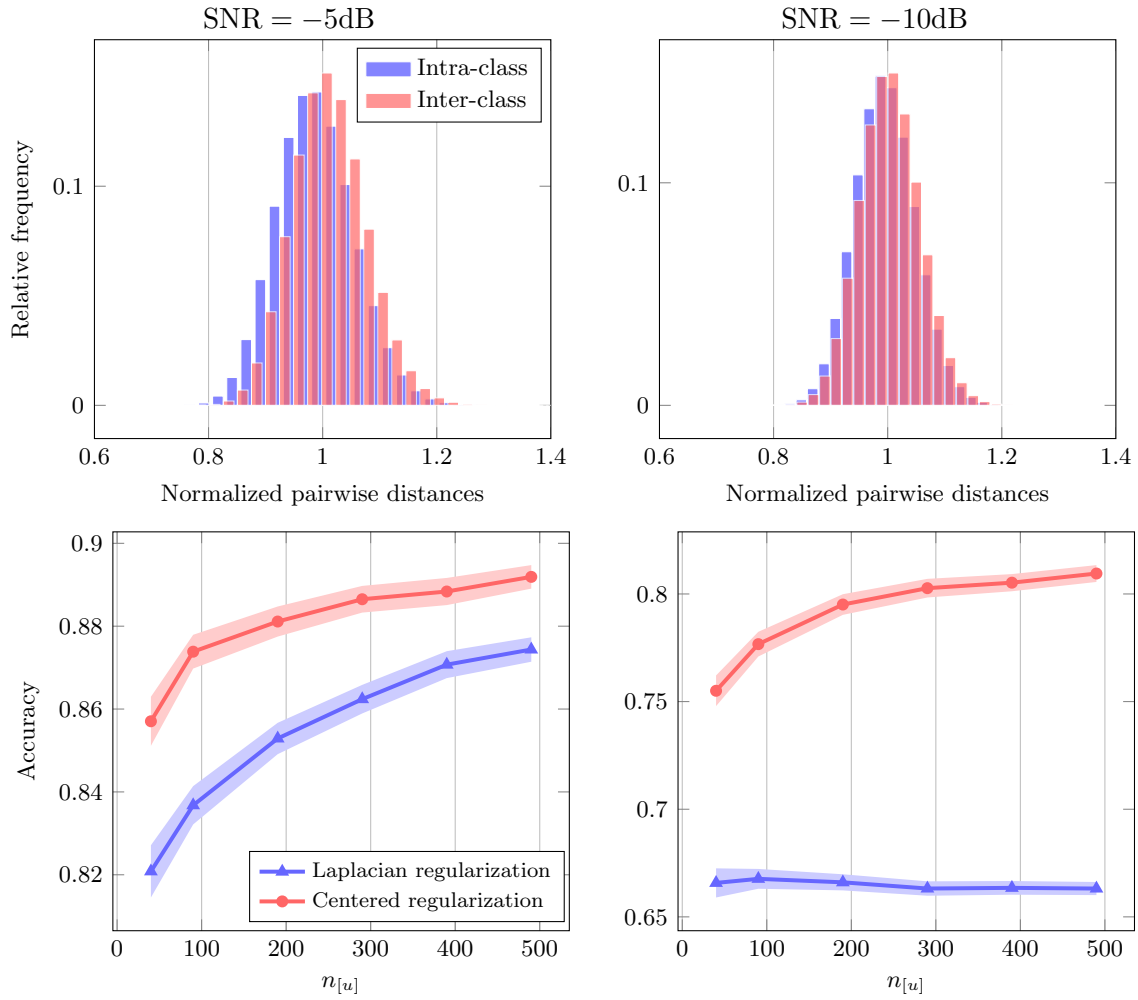 SNR = −5dB
SNR = −10dB
Relative frequency
0.1
0
0.6 0.8 1 1.2 1.4
Normalized pairwise distances
Intra-class
Inter-class
0.1
0
0.6 0.8 1 1.2 1.4
Normalized pairwise distances
Accuracy
0.9
0.88
0.86
0.84
0.82
0 100 200 300 400 500
n[u]
Laplacian regularization
Centered regularization
0.8
0.75
0.7
0.65
0 100 200 300 400 500
n[u]